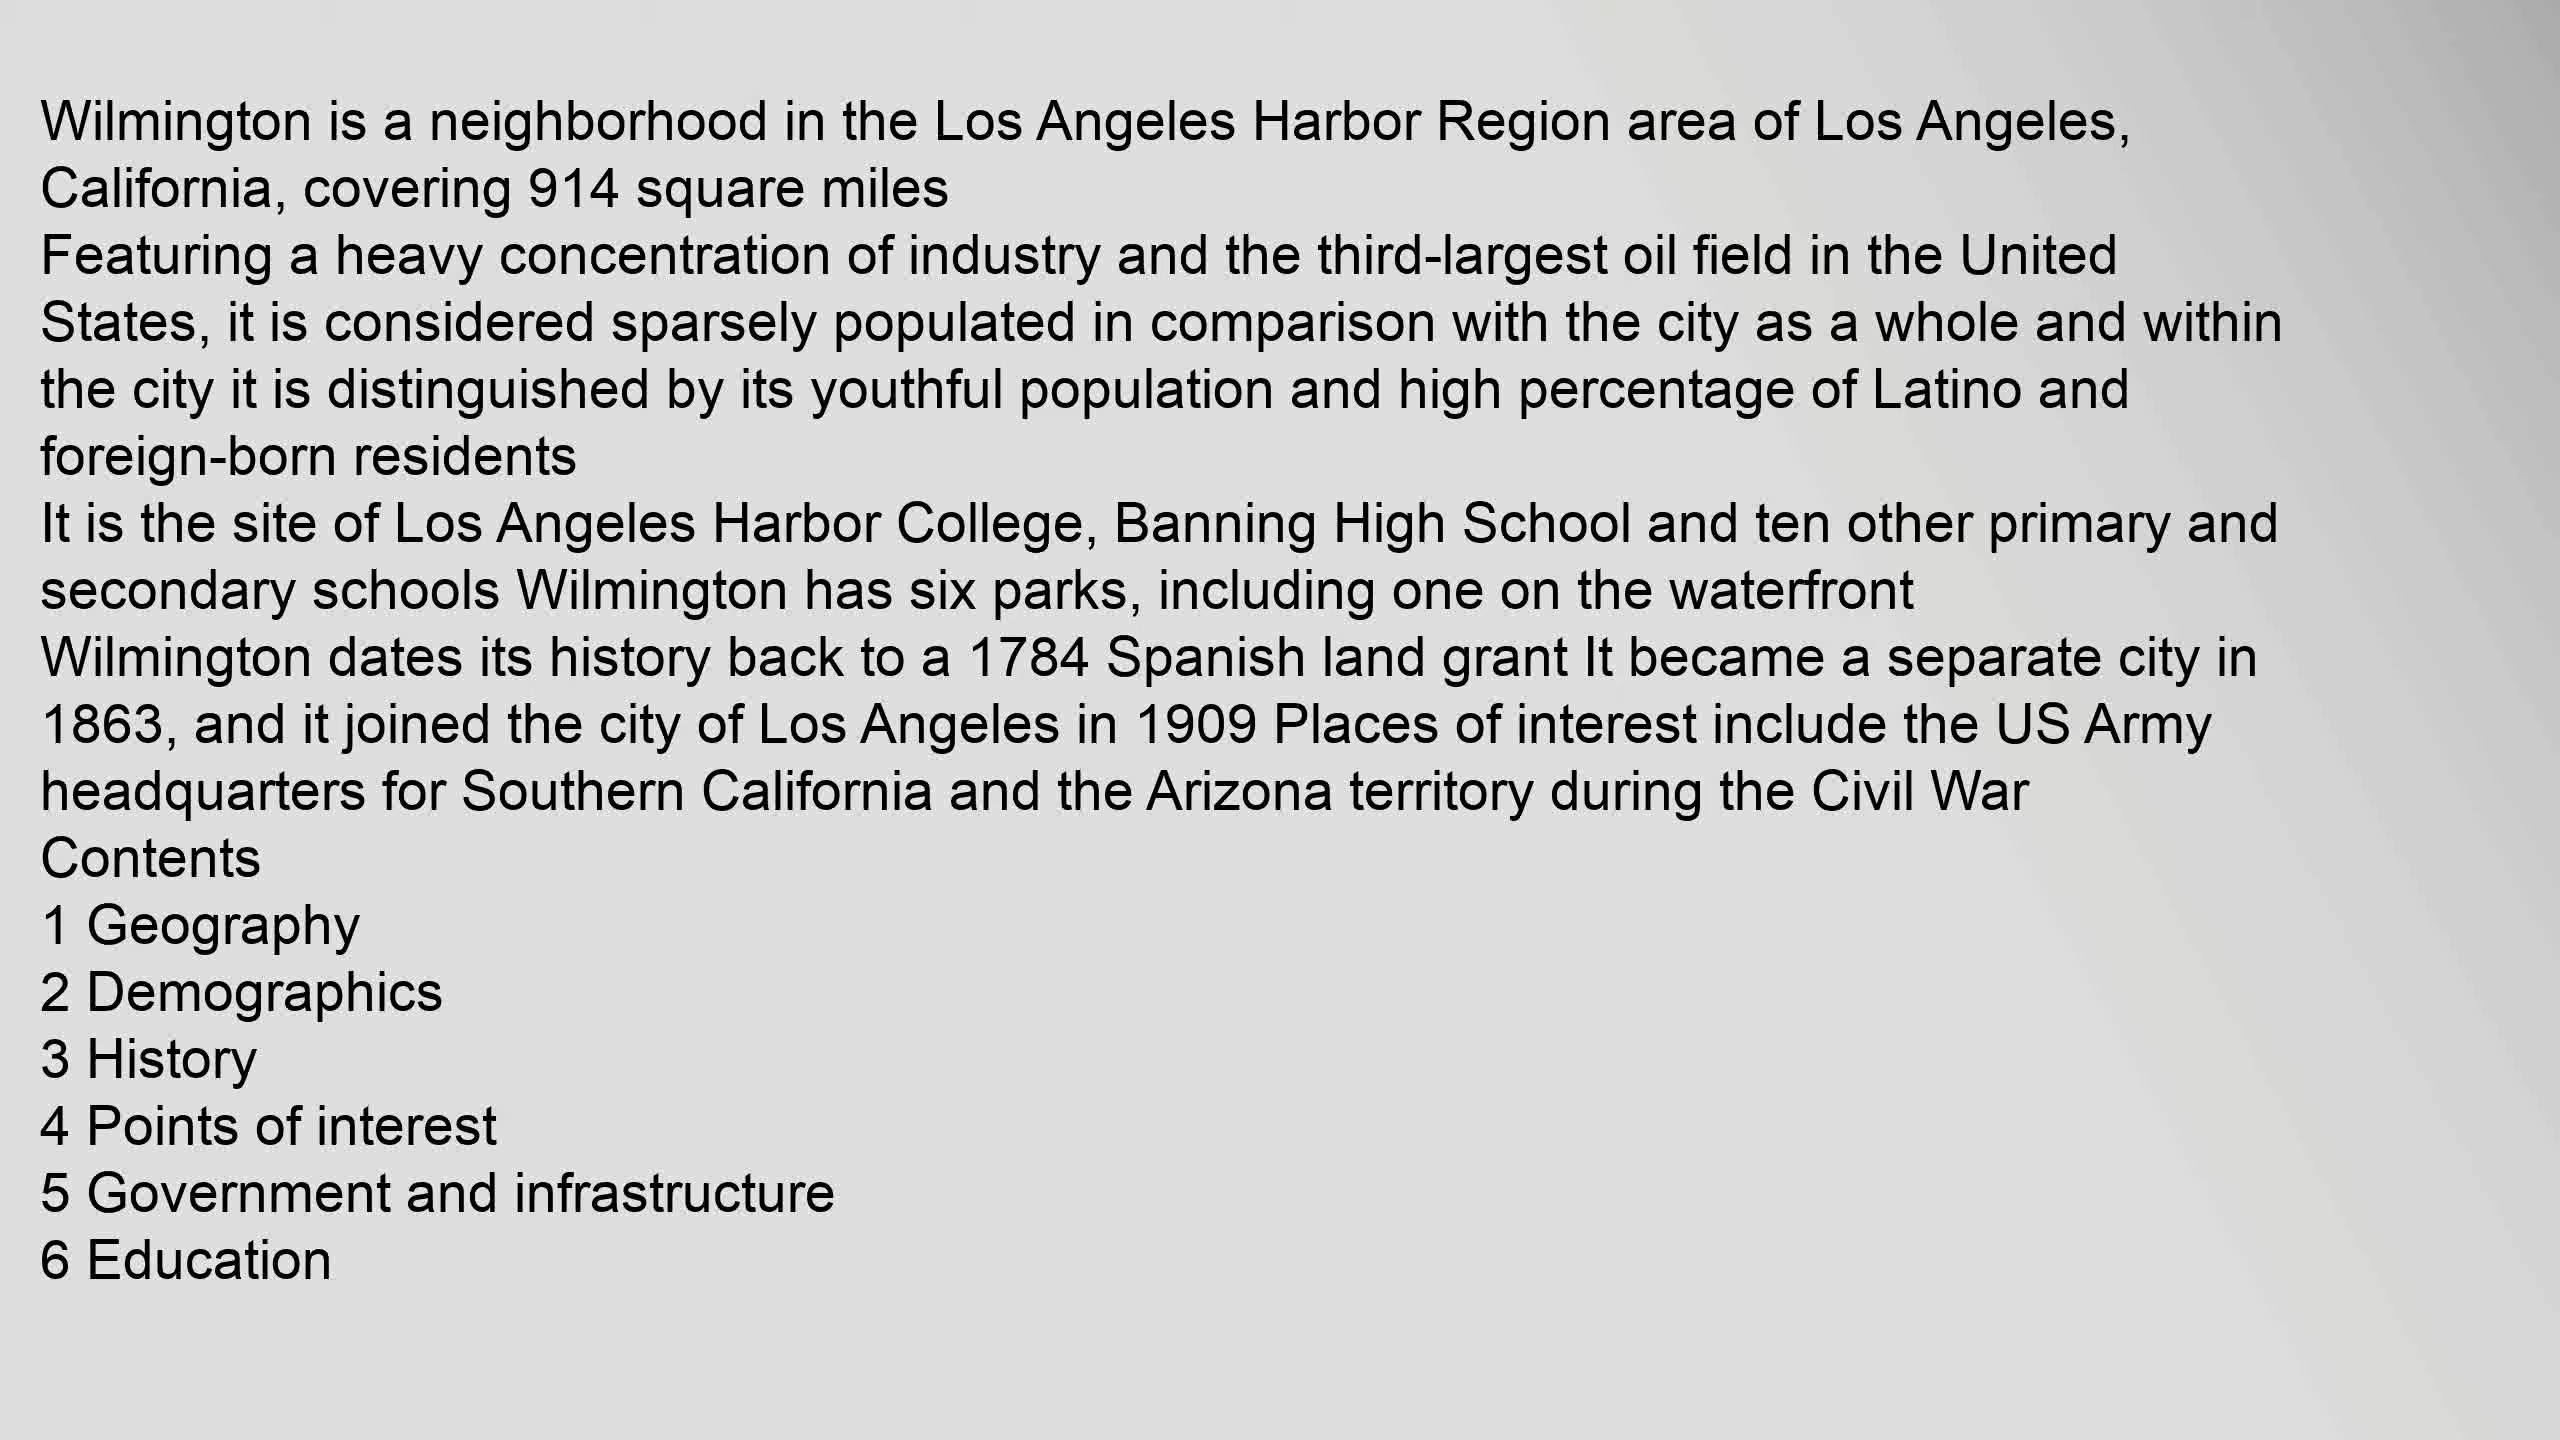 Wilmington is a neighborhood in the Los Angeles Harbor Region area of Los Angeles,
California, covering 914 square miles
Featuring a heavy concentration of industry and the third-largest oil field in the United
States, it is considered sparsely populated in comparison with the city as a whole and within
the city it is distinguished by its youthful population and high percentage of Latino and
foreign-born residents
It is the site of Los Angeles Harbor College, Banning High School and ten other primary and
secondary schools Wilmington has six parks, including one on the waterfront
Wilmington dates its history back to a 1784 Spanish land grant It became a separate city in
1863, and it joined the city of Los Angeles in 1909 Places of interest include the US Army
headquarters for Southern California and the Arizona territory during the Civil War
Contents
1 Geography
2 Demographics
3 History
4 Points of interest
5 Government and infrastructure
6 Education